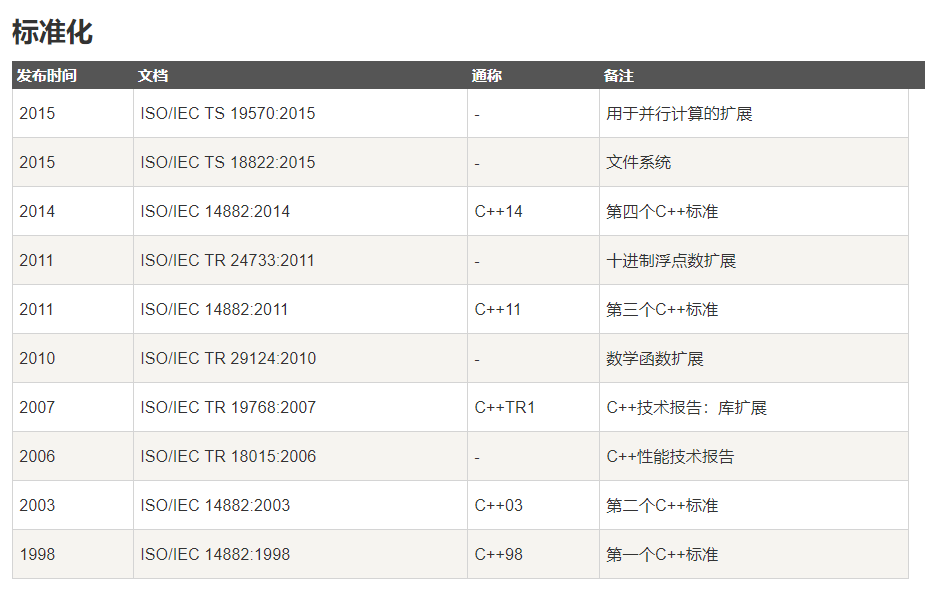 标准化
发布时间 文档 通称 备注
2015 ISO/IEC TS 19570:2015 - 用于并行计算的扩展
2015 ISO/IEC TS 18822:2015 - 文件系统
2014 ISO/IEC 14882:2014 C++14 第四个C++标准
2011 ISO/IEC TR 24733:2011 - 十进制浮点数扩展
2011 ISO/IEC 14882:2011 C++11 第三个C++标准
2010 ISO/IEC TR 29124:2010 - 数学函数扩展
2007 ISO/IEC TR 19768:2007 C++TR1 C++技术报告：库扩展
2006 ISO/IEC TR 18015:2006 - C++性能技术报告
2003 ISO/IEC 14882:2003 C++03 第二个C++标准
1998 ISO/IEC 14882:1998 C++98 第一个C++标准